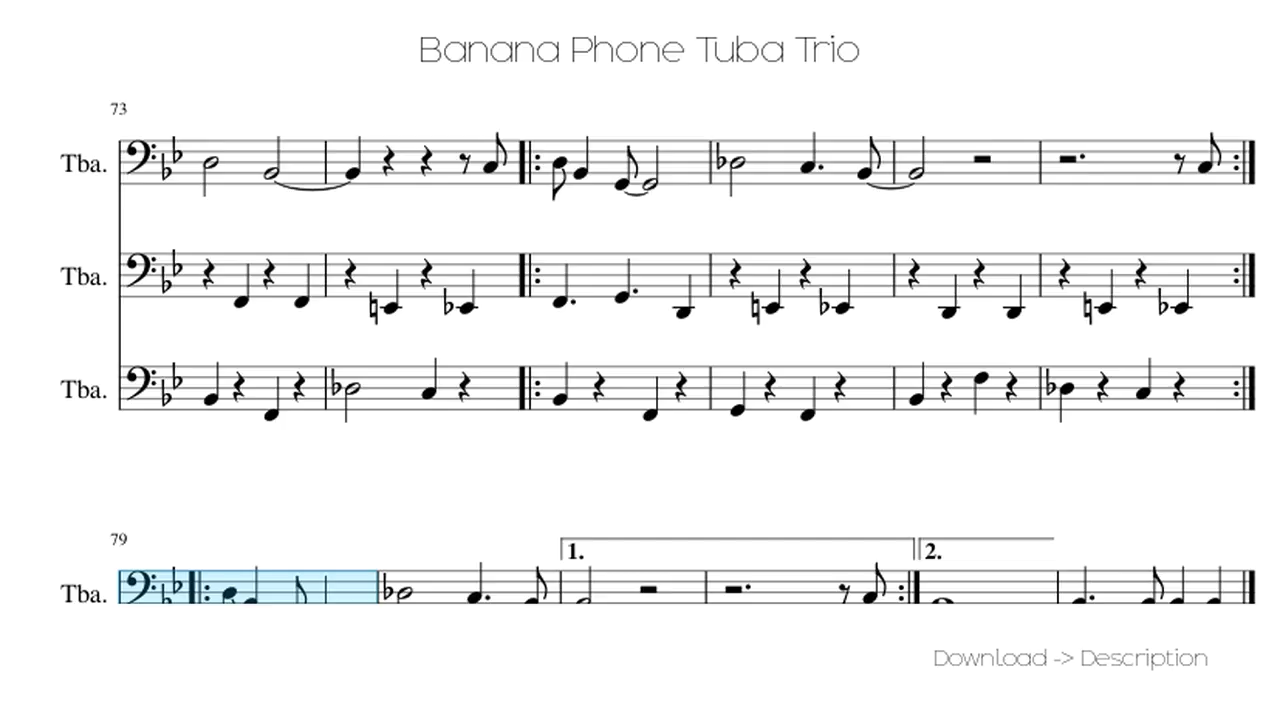 Banana Phone Tuba Trio
73
Tba.
Tba.
Tba.
79
1.
2.
Tba.
Download -> Description